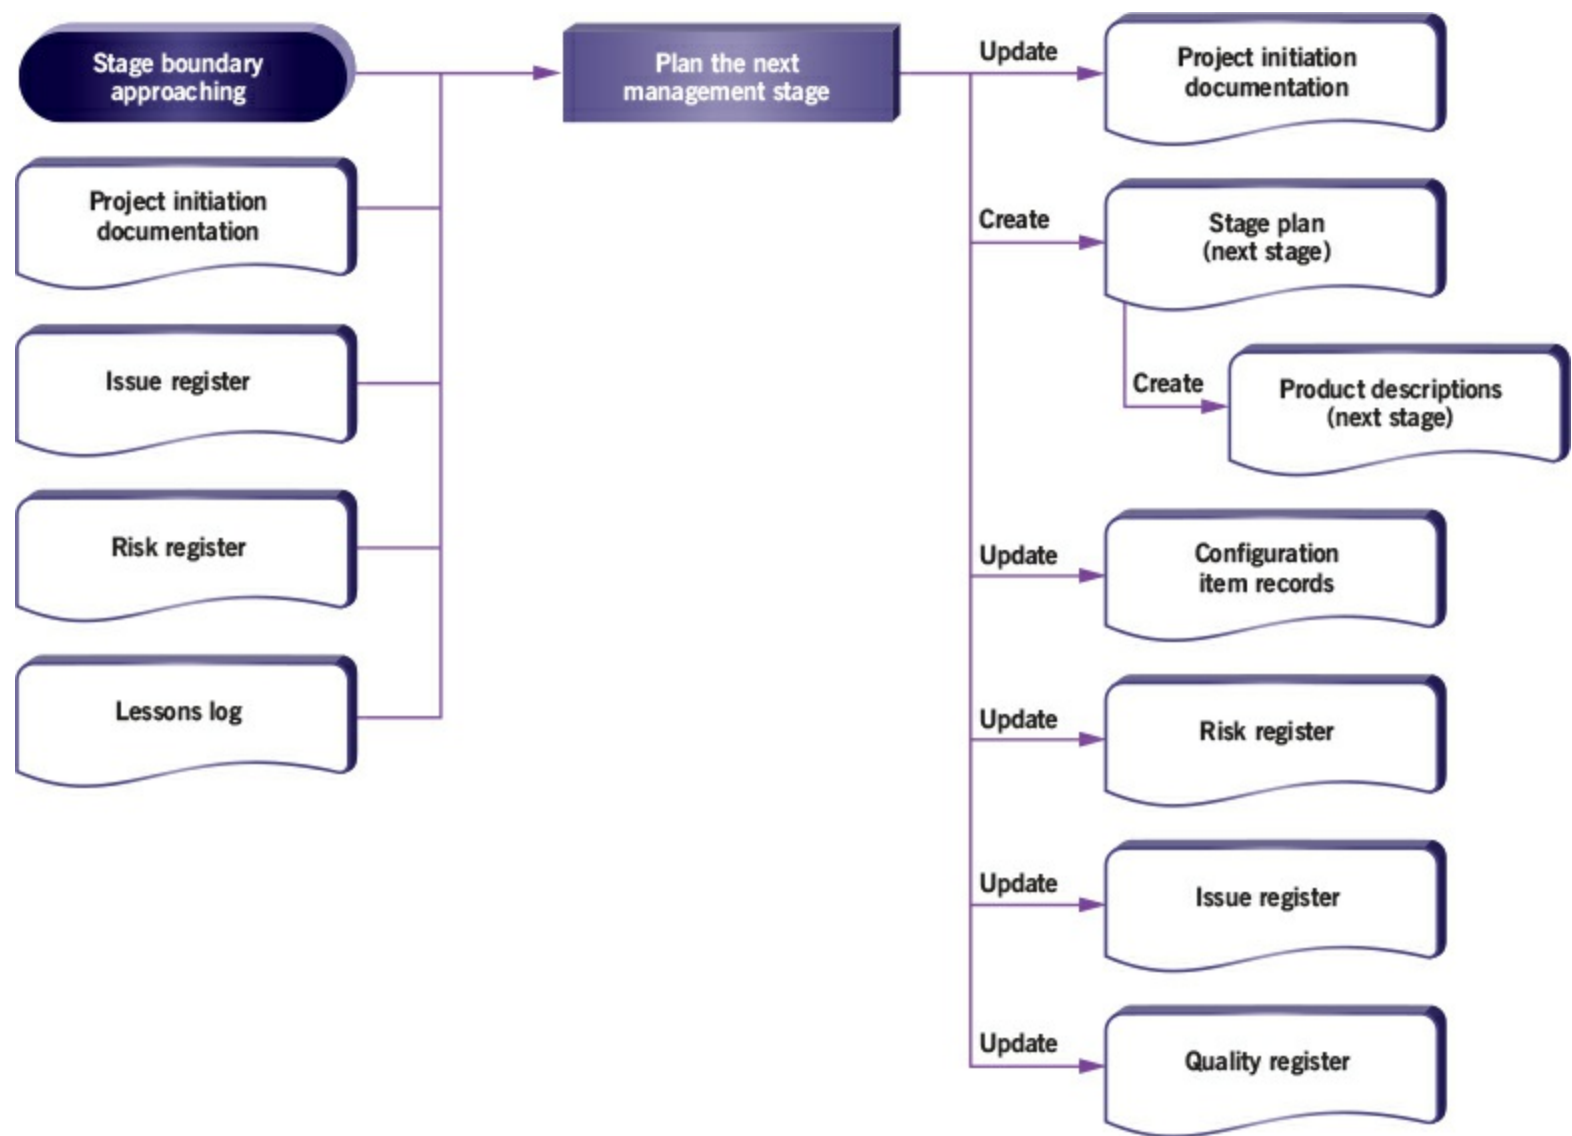 Stage boundary
approaching
Project initiation
documentation
Issue register
Risk register
Lessons log
Plan the next
management stage
Update
Project initiation
documentation
Create
Stage plan
(next stage)
Create
Product descriptions
(next stage)
Update
Configuration
item records
Update
Risk register
Update
Issue register
Update
Quality register